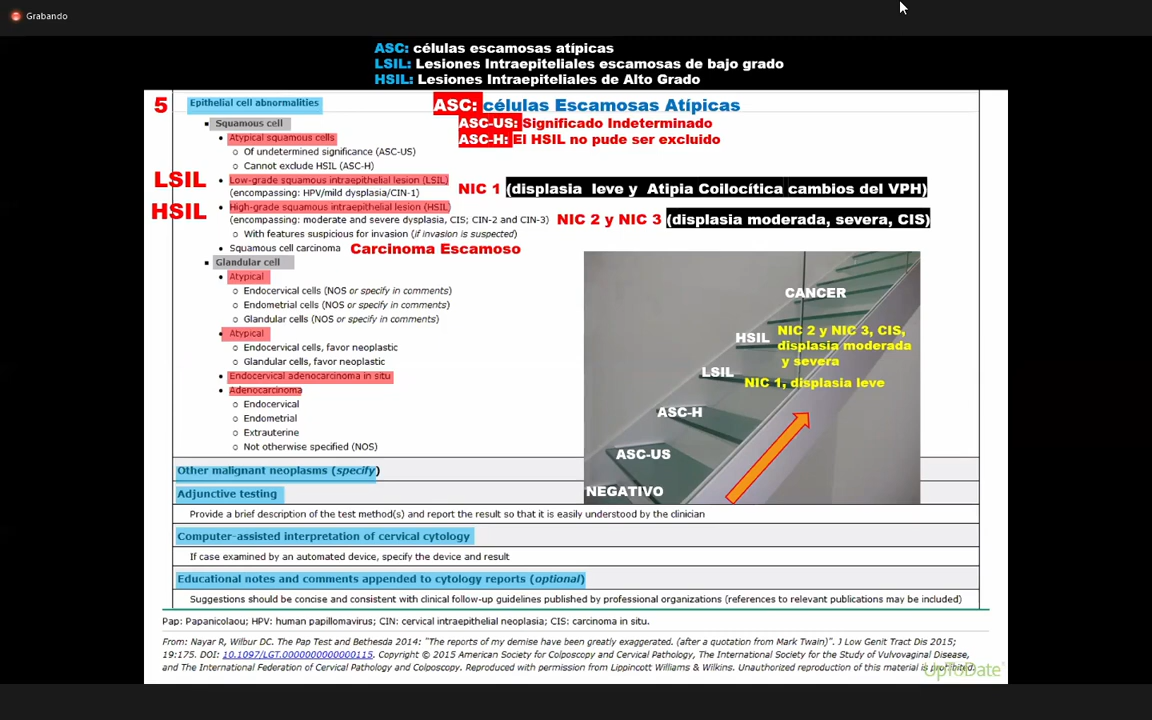 Grabando
ASC: células escamosas atípicas
LSIL: Lesiones Intraepiteliales escamosas de bajo grado
HSIL: Lesiones Intraepiteliales de Alto Grado
5
Epithelial cell abnormalities
ASC: células Escamosas Atípicas
Squamous cell
ASC-US: Significado Indeterminado
Atypical squamous cells
ASC-H: El HSIL no pude ser excluido
Of undetermined significance (ASC-US)
Cannot exclude HSIL (ASC-H)
LSIL
Low-grade squamous intraepithelial lesion (LSIL)
(encompassing: HPV/mild dysplasia/CIN-1)
NIC 1 (displasia leve y Atipia Coilocítica cambios del VPH)
HSIL
High-grade squamous intraepithelial lesion (HSIL)
(encompassing: moderate and severe dysplasia, CIS; CIN-2 and CIN-3)
NIC 2 y NIC 3 (displasia moderada, severa, CIS)
With features suspicious for invasion (if invasion is suspected)
Squamous cell carcinoma
Carcinoma Escamoso
Glandular cell
Atypical
Endocervical cells (NOS or specify in comments)
Endometrial cells (NOS or specify in comments)
Glandular cells (NOS or specify in comments)
Atypical
Endocervical cells, favor neoplastic
Glandular cells, favor neoplastic
Endocervical adenocarcinoma in situ
Adenocarcinoma
Endocervical
Endometrial
Extrauterine
Not otherwise specified (NOS)
CANCER
HSIL
NIC 2 y NIC 3, CIS,
displasia moderada
y severa
LSIL
NIC 1, displasia leve
ASC-H
ASC-US
NEGATIVO
Other malignant neoplasms (specify)
Adjunctive testing
Provide a brief description of the test method(s) and report the result so that it is easily understood by the clinician
Computer-assisted interpretation of cervical cytology
If case examined by an automated device, specify the device and result
Educational notes and comments appended to cytology reports (optional)
Suggestions should be concise and consistent with clinical follow-up guidelines published by professional organizations (references to relevant publications may be included)
Pap: Papanicolaou; HPV: human papillomavirus; CIN: cervical intraepithelial neoplasia; CIS: carcinoma in situ.
From: Nayar R, Wilbur DC. The Pap Test and Bethesda 2014: "The reports of my demise have been greatly exaggerated. (after a quotation from Mark Twain)". J Low Genit Tract Dis 2015;
19:175. DOI: 10.1097/LGT.0000000000000115. Copyright © 2015 American Society for Colposcopy and Cervical Pathology, The International Society for the Study of Vulvovaginal Disease,
and The International Federation of Cervical Pathology and Colposcopy. Reproduced with permission from Lippincott Williams & Wilkins. Unauthorized reproduction of this material is prohibited.
UpToDate®